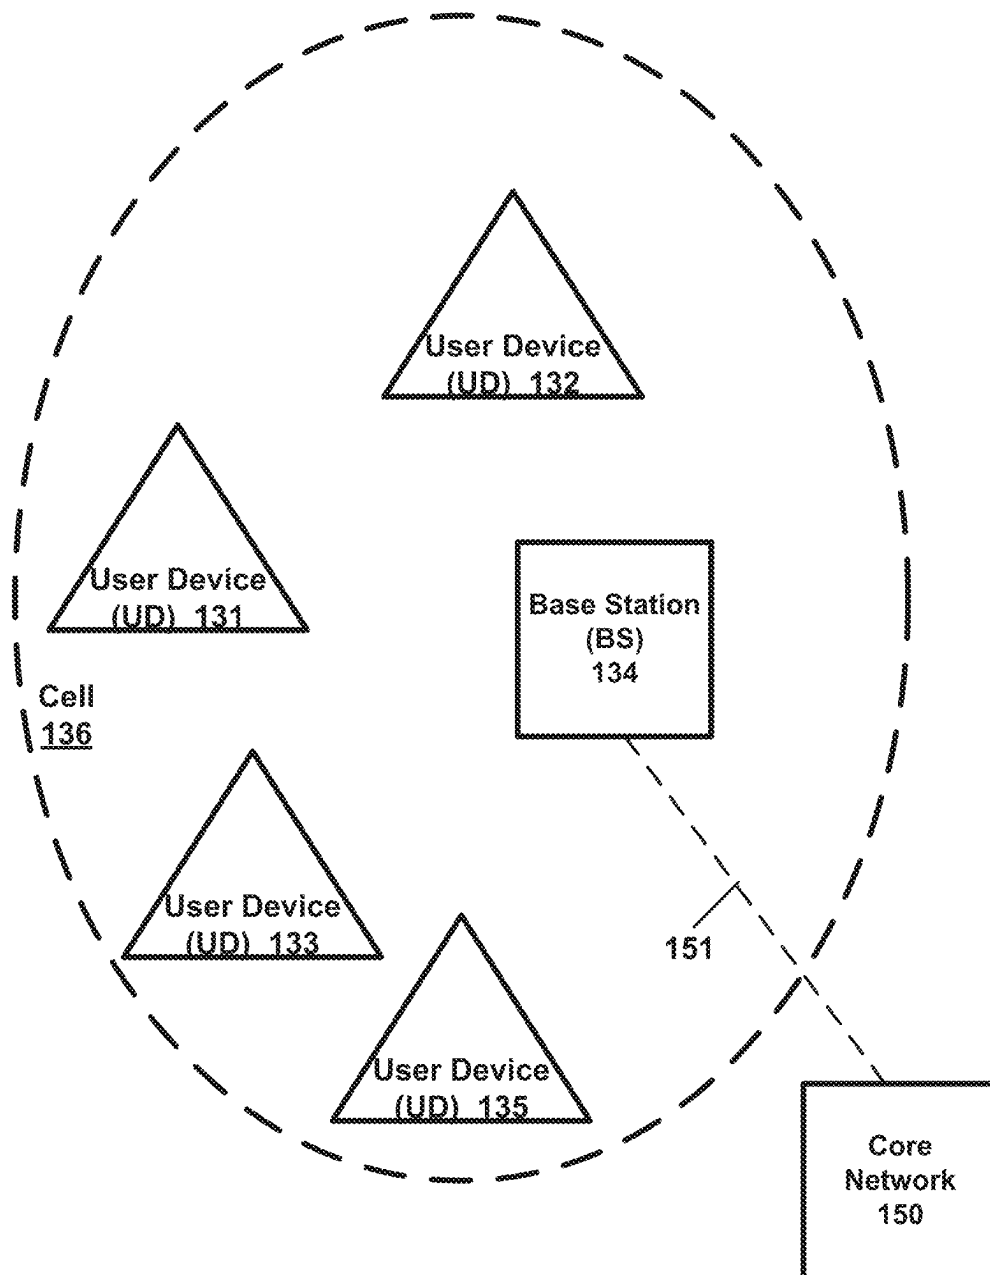 User Device
(UD) 132
User Device
(UD) 131
Base Station
(BS)
134
Cell
136
User Device
(UD) 133
151
User Device
(UD) 135
Core
Network
150